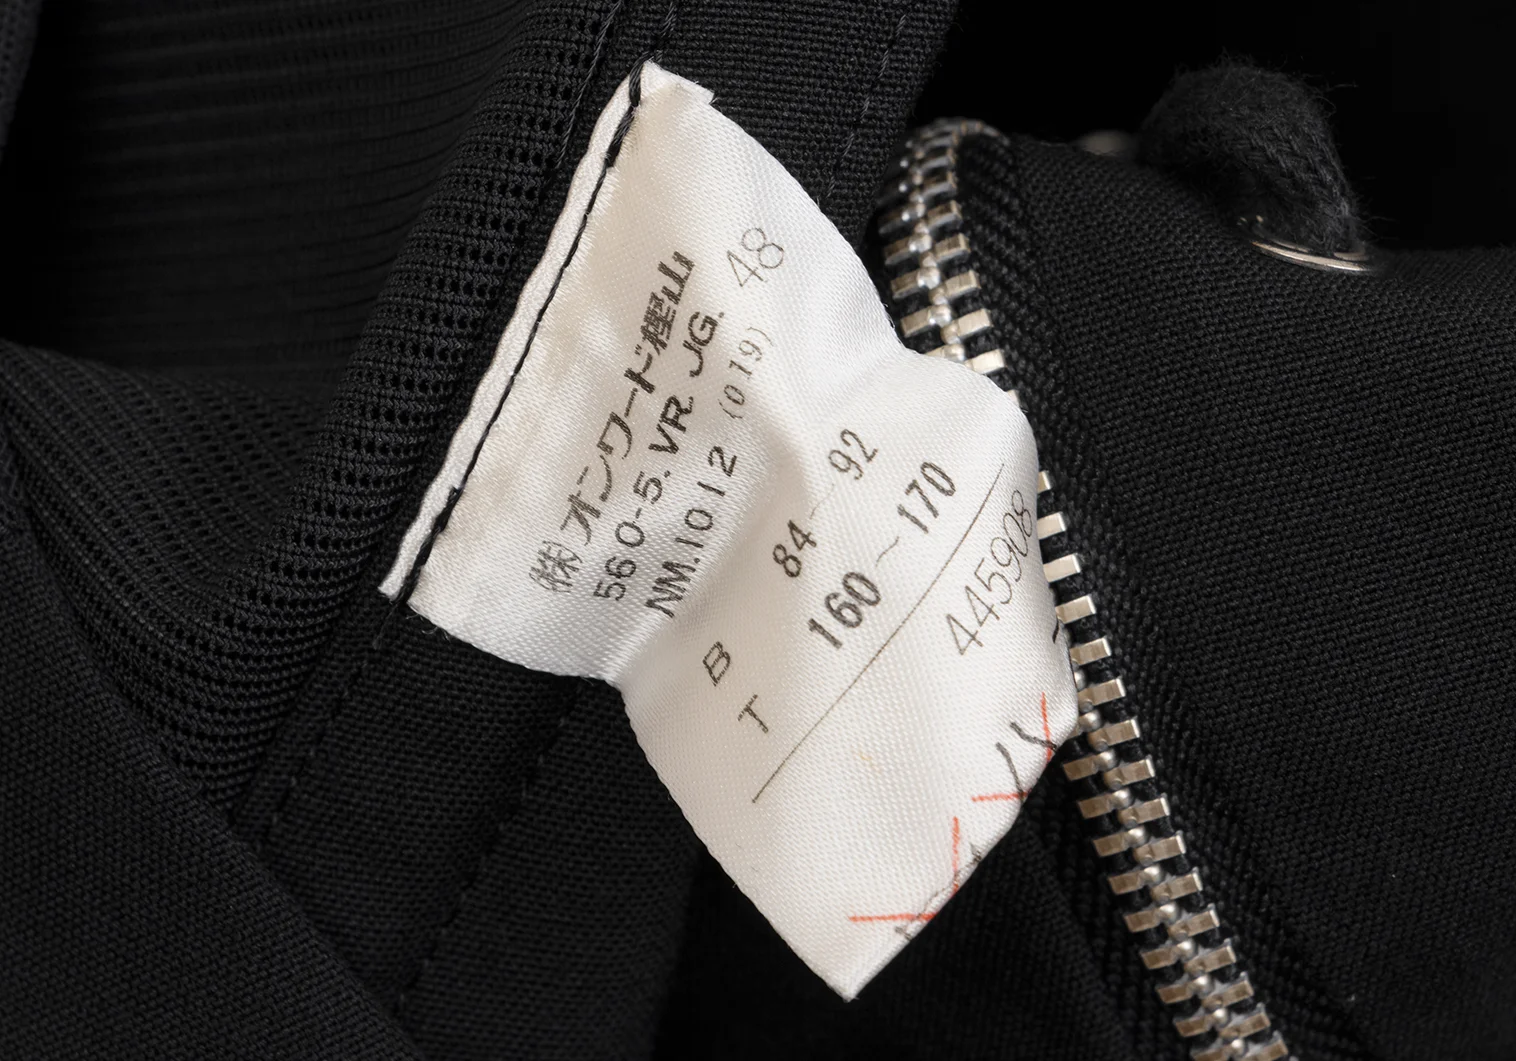 ㈱オンワード樫山
560-5.VR.JG. 48
NM.1012 (019)
B 84～92
T 160～170
445908